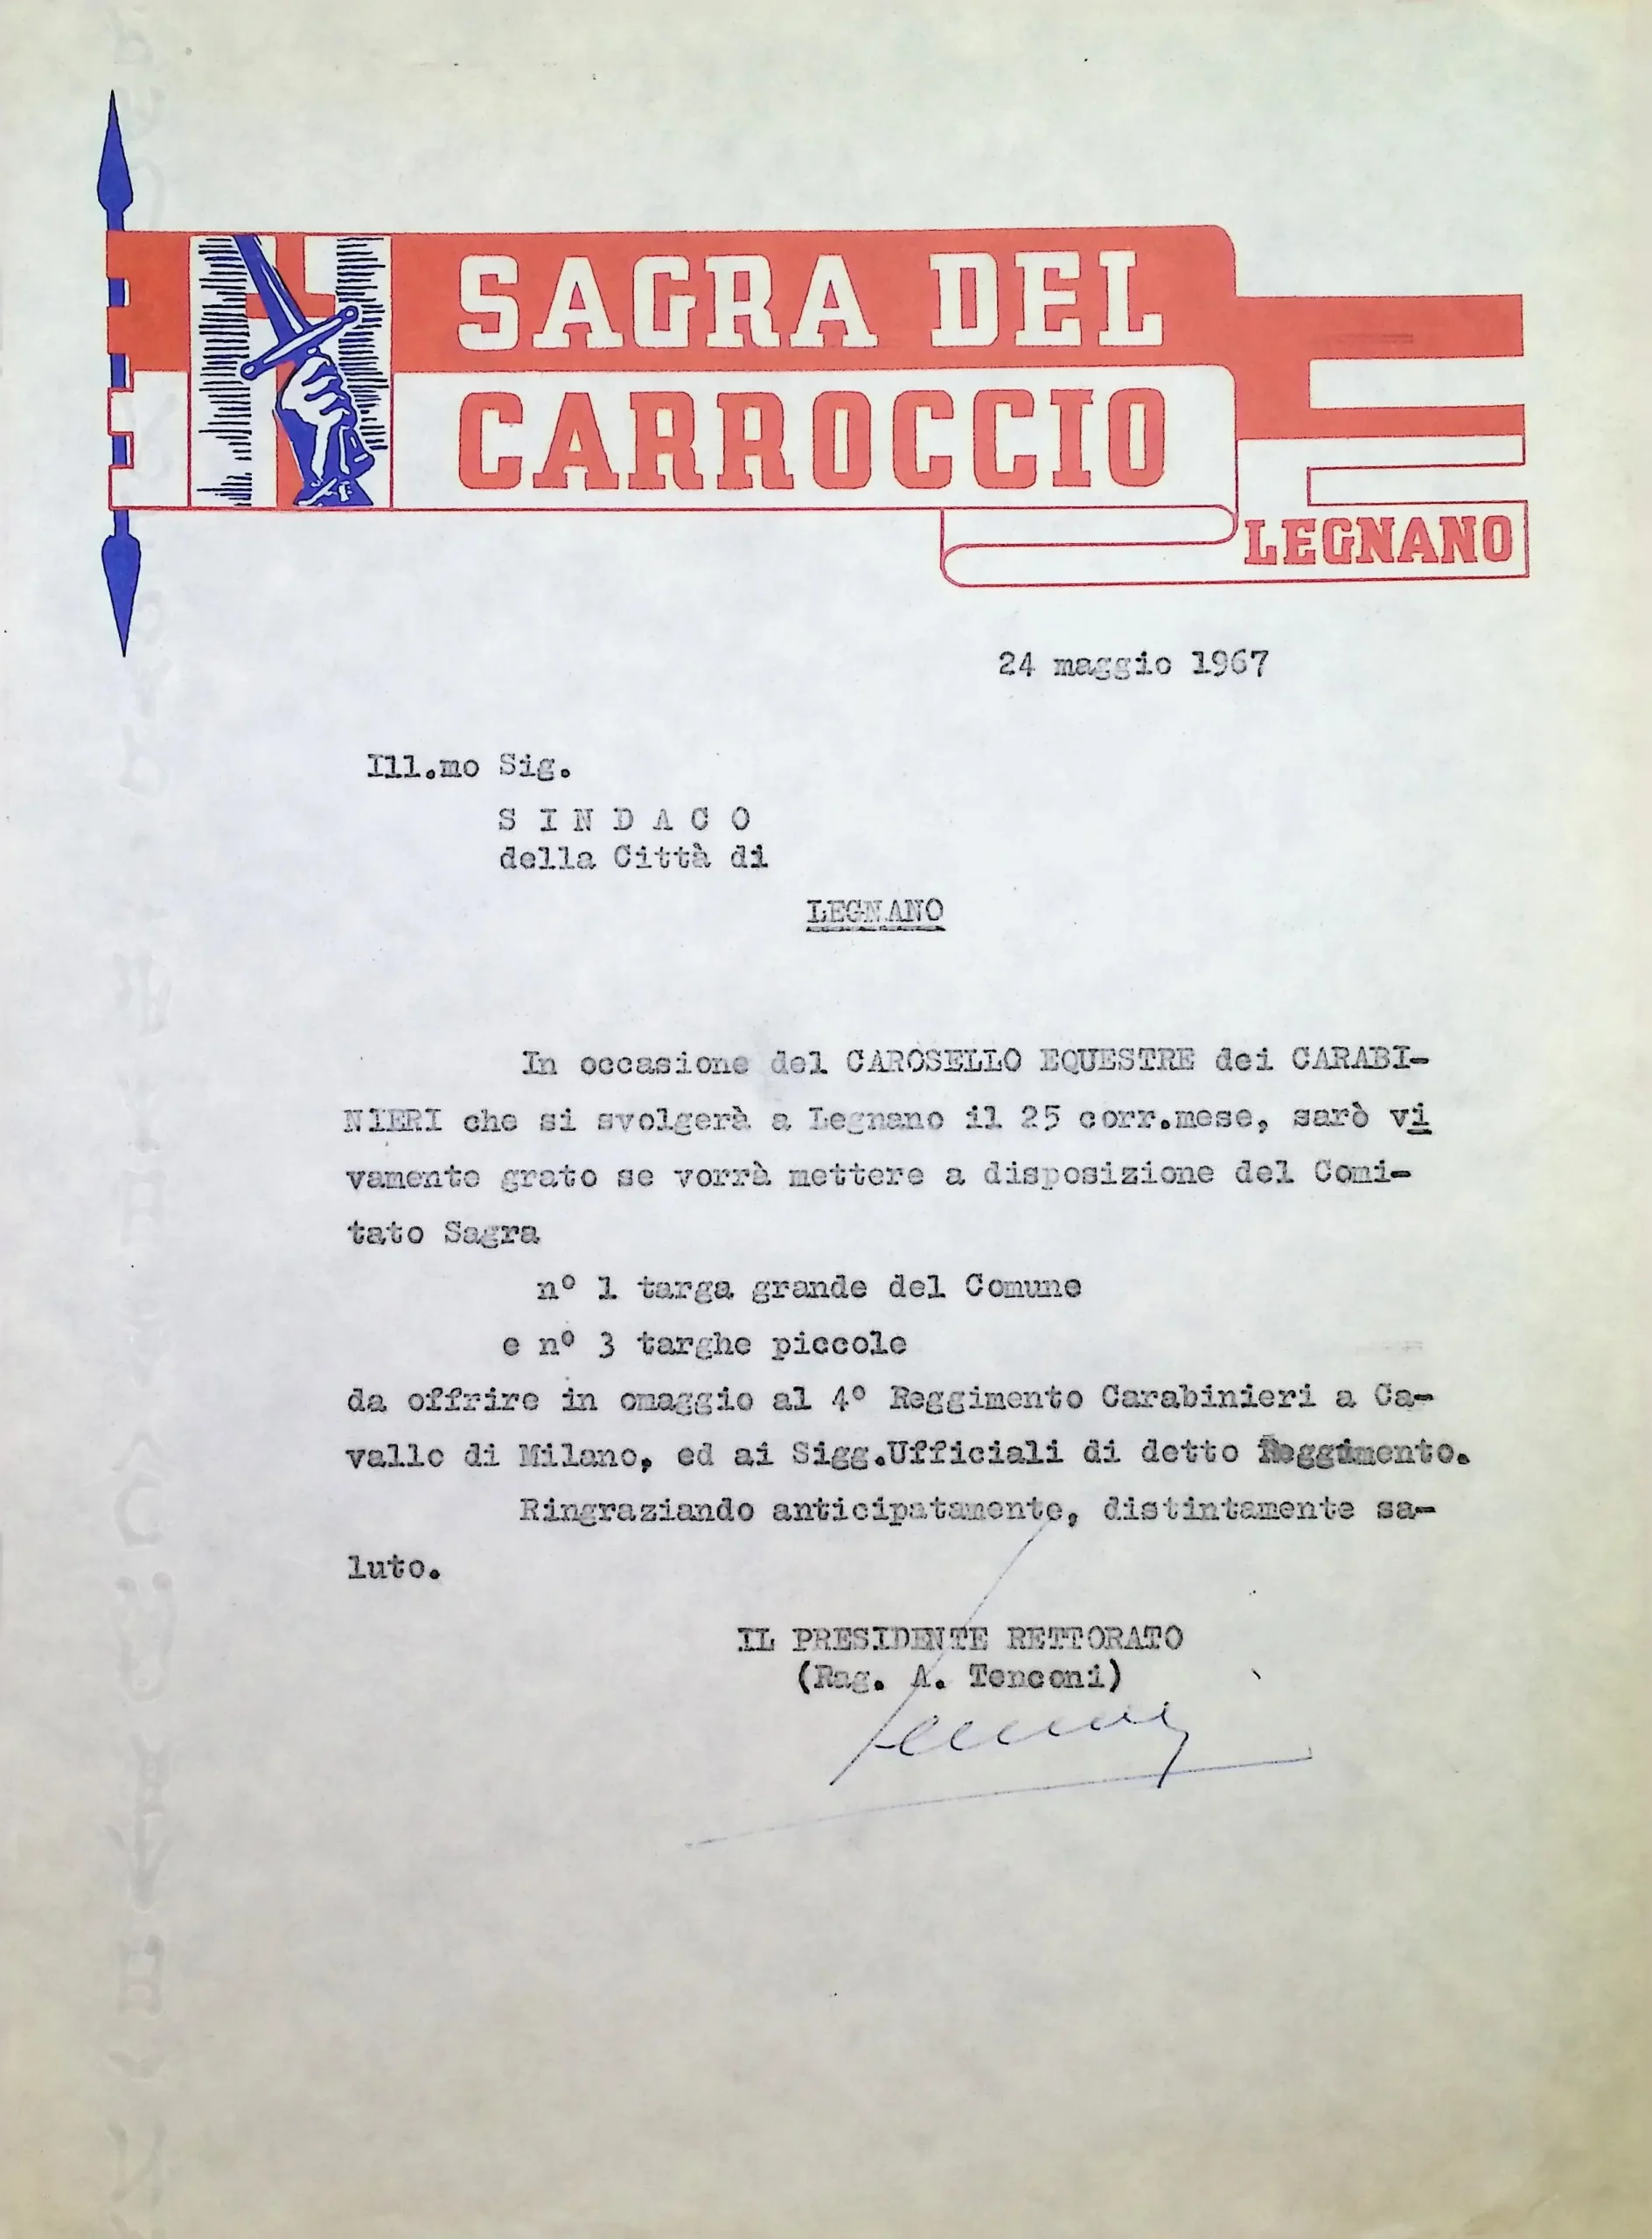 SAGRA DEL
CARROCCIO
LEGNANO
24 maggio 1967
Ill.mo Sig.
S I N D A C O
della Città di
LEGNANO
In occasione del CAROSELLO EQUESTRE dei CARABI-
NIERI che si svolgerà a Legnano il 25 corr.mese, sarò vi
vamente grato se vorrà mettere a disposizione del Comi-
tato Sagra
n° 1 targa grande del Comune
e n° 3 targhe piccole
da offrire in omaggio al 4° Reggimento Carabinieri a Ca-
vallo di Milano, ed ai Sigg.Ufficiali di detto Reggimento.
Ringraziando anticipatamente, distintamente sa-
luto.
IL PRESIDENTE RETTORATO
(Rag. A. Tenconi)